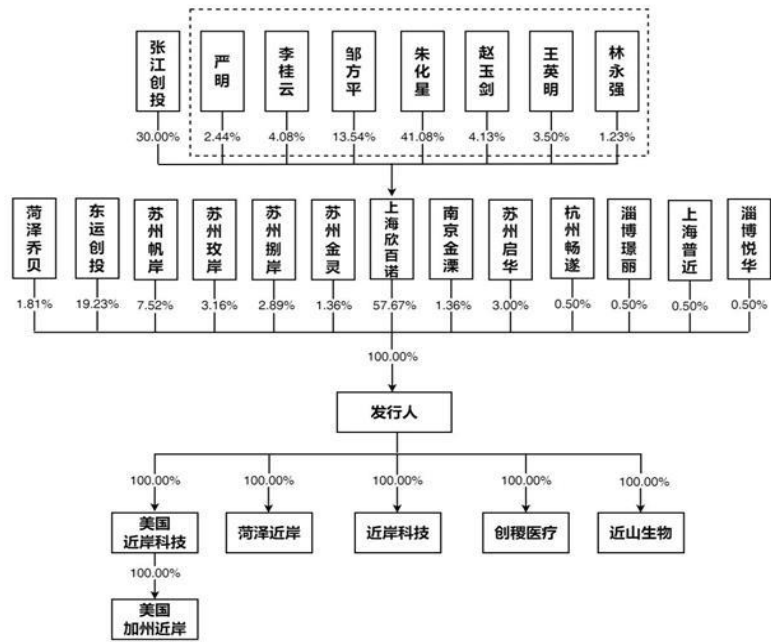 张江创投
严明
李桂云
邹方平
朱化星
赵玉剑
王英明
林永强
30.00%
2.44%
4.08%
13.54%
41.08%
4.13%
3.50%
1.23%
菏泽乔贝
东运创投
苏州帆岸
苏州玫岸
苏州捌岸
苏州金灵
上海欣百诺
南京金溧
苏州启华
杭州畅遂
淄博璟丽
上海普近
淄博悦华
1.81%
19.23%
7.52%
3.16%
2.89%
1.36%
57.67%
1.36%
3.00%
0.50%
0.50%
0.50%
0.50%
100.00%
发行人
100.00%
100.00%
100.00%
100.00%
100.00%
美国
近岸科技
菏泽近岸
近岸科技
创稷医疗
近山生物
100.00%
美国
加州近岸